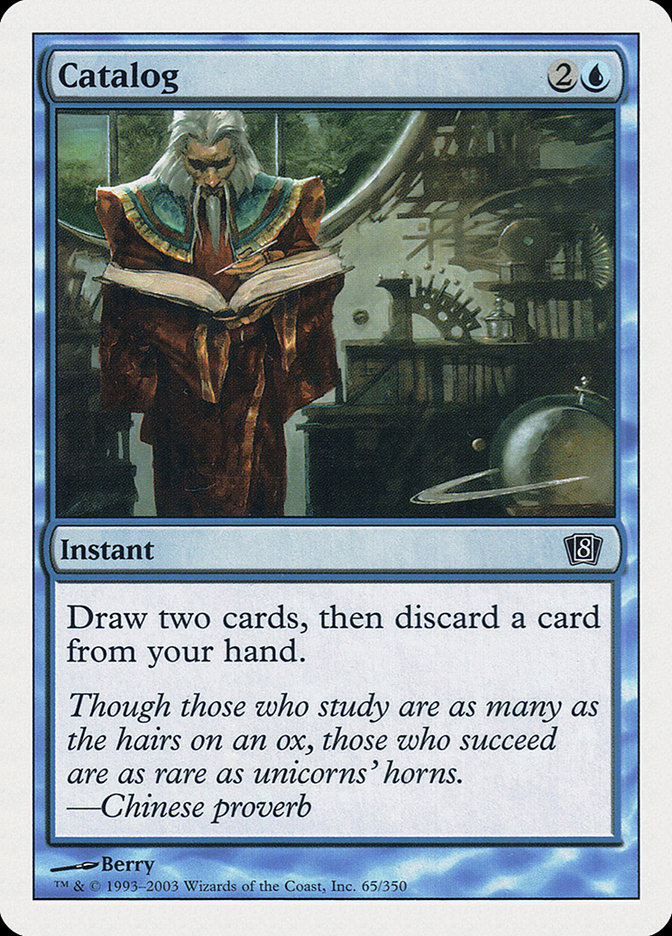 Catalog 2
Instant 8
Draw two cards, then discard a card
from your hand.
Though those who study are as many as
the hairs on an ox, those who succeed
are as rare as unicorns’ horns.
—Chinese proverb
Berry
™ & © 1993–2003 Wizards of the Coast, Inc. 65/350